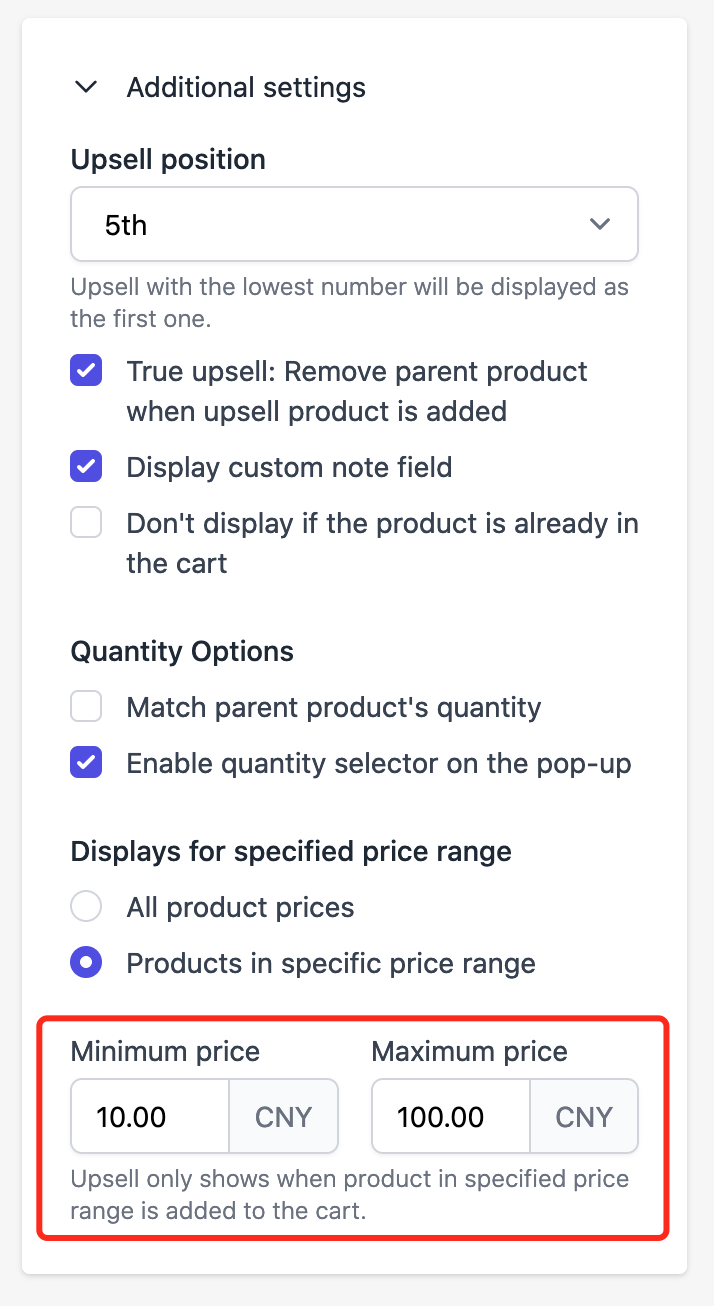 Additional settings
Upsell position
5th
Upsell with the lowest number will be displayed as
the first one.
True upsell: Remove parent product
when upsell product is added
Display custom note field
Don't display if the product is already in
the cart
Quantity Options
Match parent product's quantity
Enable quantity selector on the pop-up
Displays for specified price range
All product prices
Products in specific price range
Minimum price Maximum price
10.00 CNY 100.00 CNY
Upsell only shows when product in specified price
range is added to the cart.